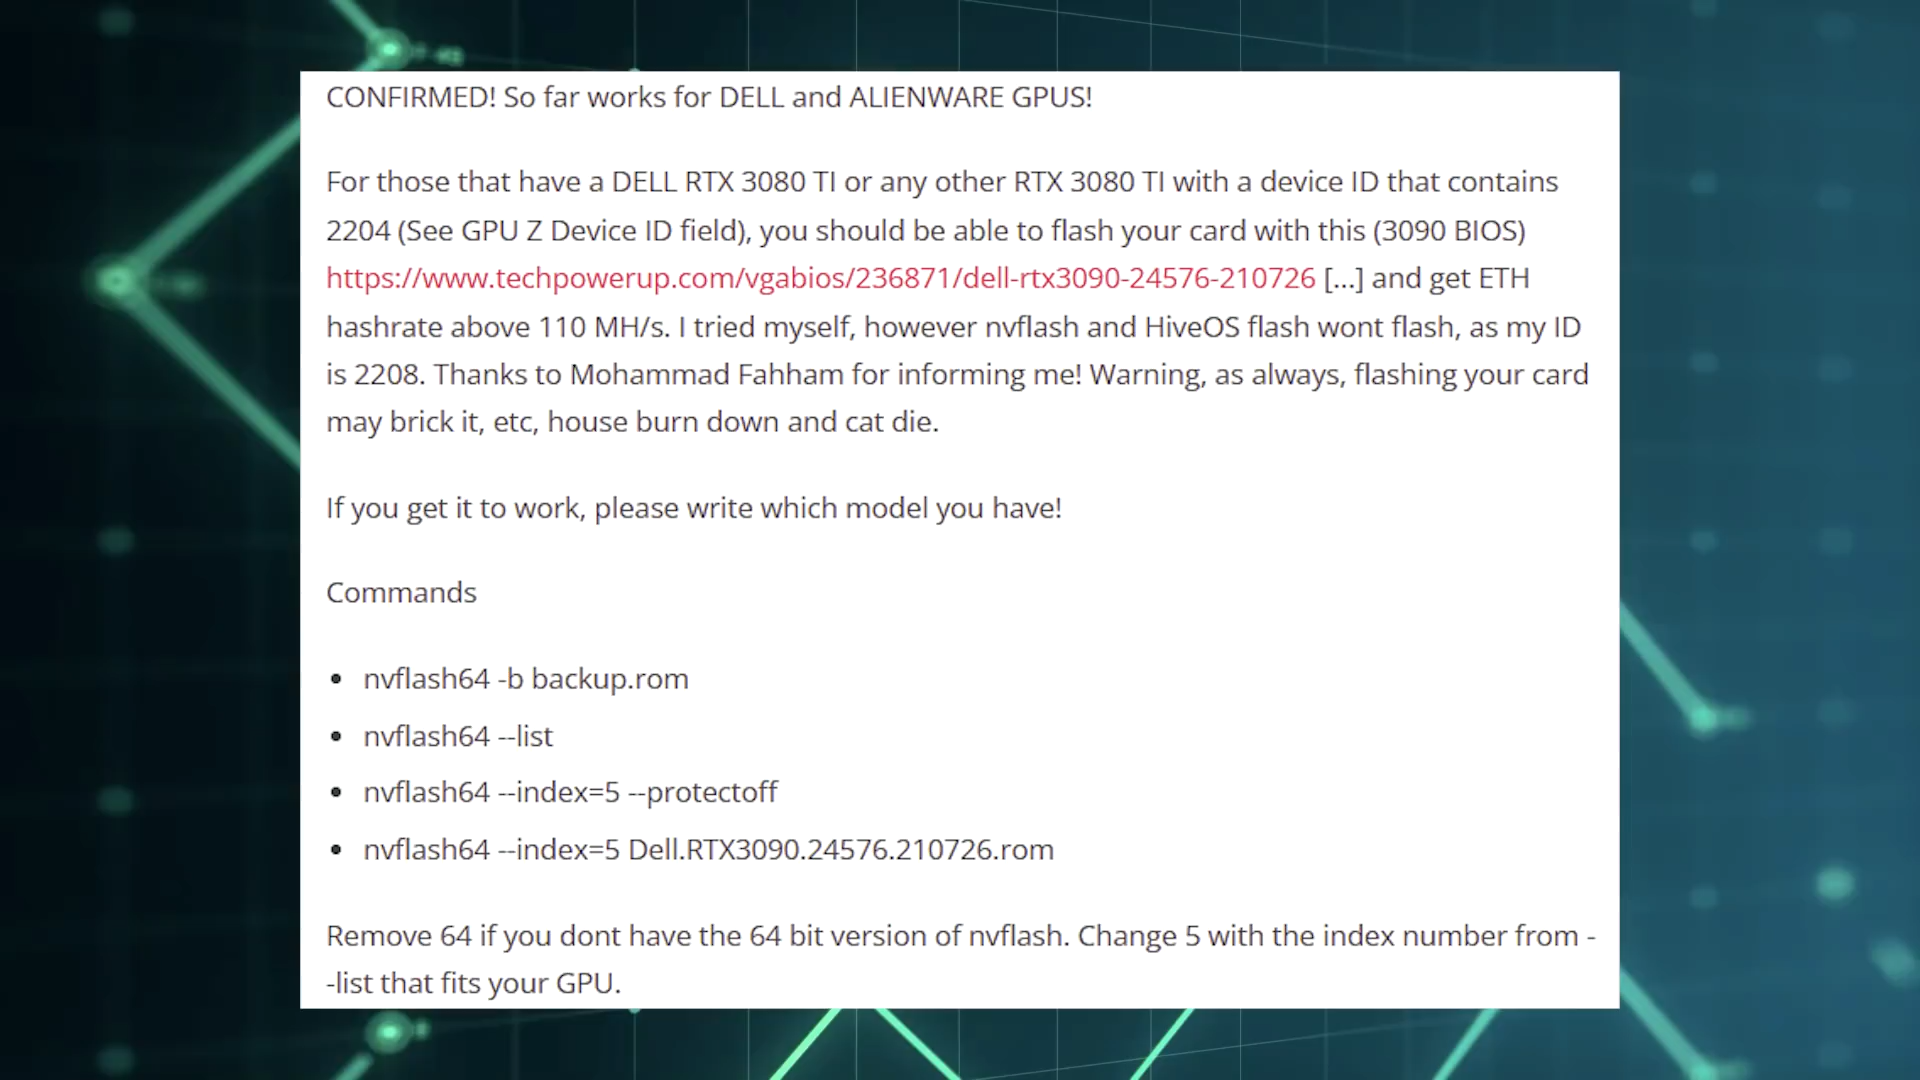 CONFIRMED! So far works for DELL and ALIENWARE GPUS!
For those that have a DELL RTX 3080 TI or any other RTX 3080 TI with a device ID that contains
2204 (See GPU Z Device ID field), you should be able to flash your card with this (3090 BIOS)
https://www.techpowerup.com/vgabios/236871/dell-rtx3090-24576-210726 [...] and get ETH
hashrate above 110 MH/s. I tried myself, however nvflash and HiveOS flash wont flash, as my ID
is 2208. Thanks to Mohammad Fahham for informing me! Warning, as always, flashing your card
may brick it, etc, house burn down and cat die.
If you get it to work, please write which model you have!
Commands
• nvflash64 -b backup.rom
• nvflash64 --list
• nvflash64 --index=5 --protectoff
• nvflash64 --index=5 Dell.RTX3090.24576.210726.rom
Remove 64 if you dont have the 64 bit version of nvflash. Change 5 with the index number from -
-list that fits your GPU.